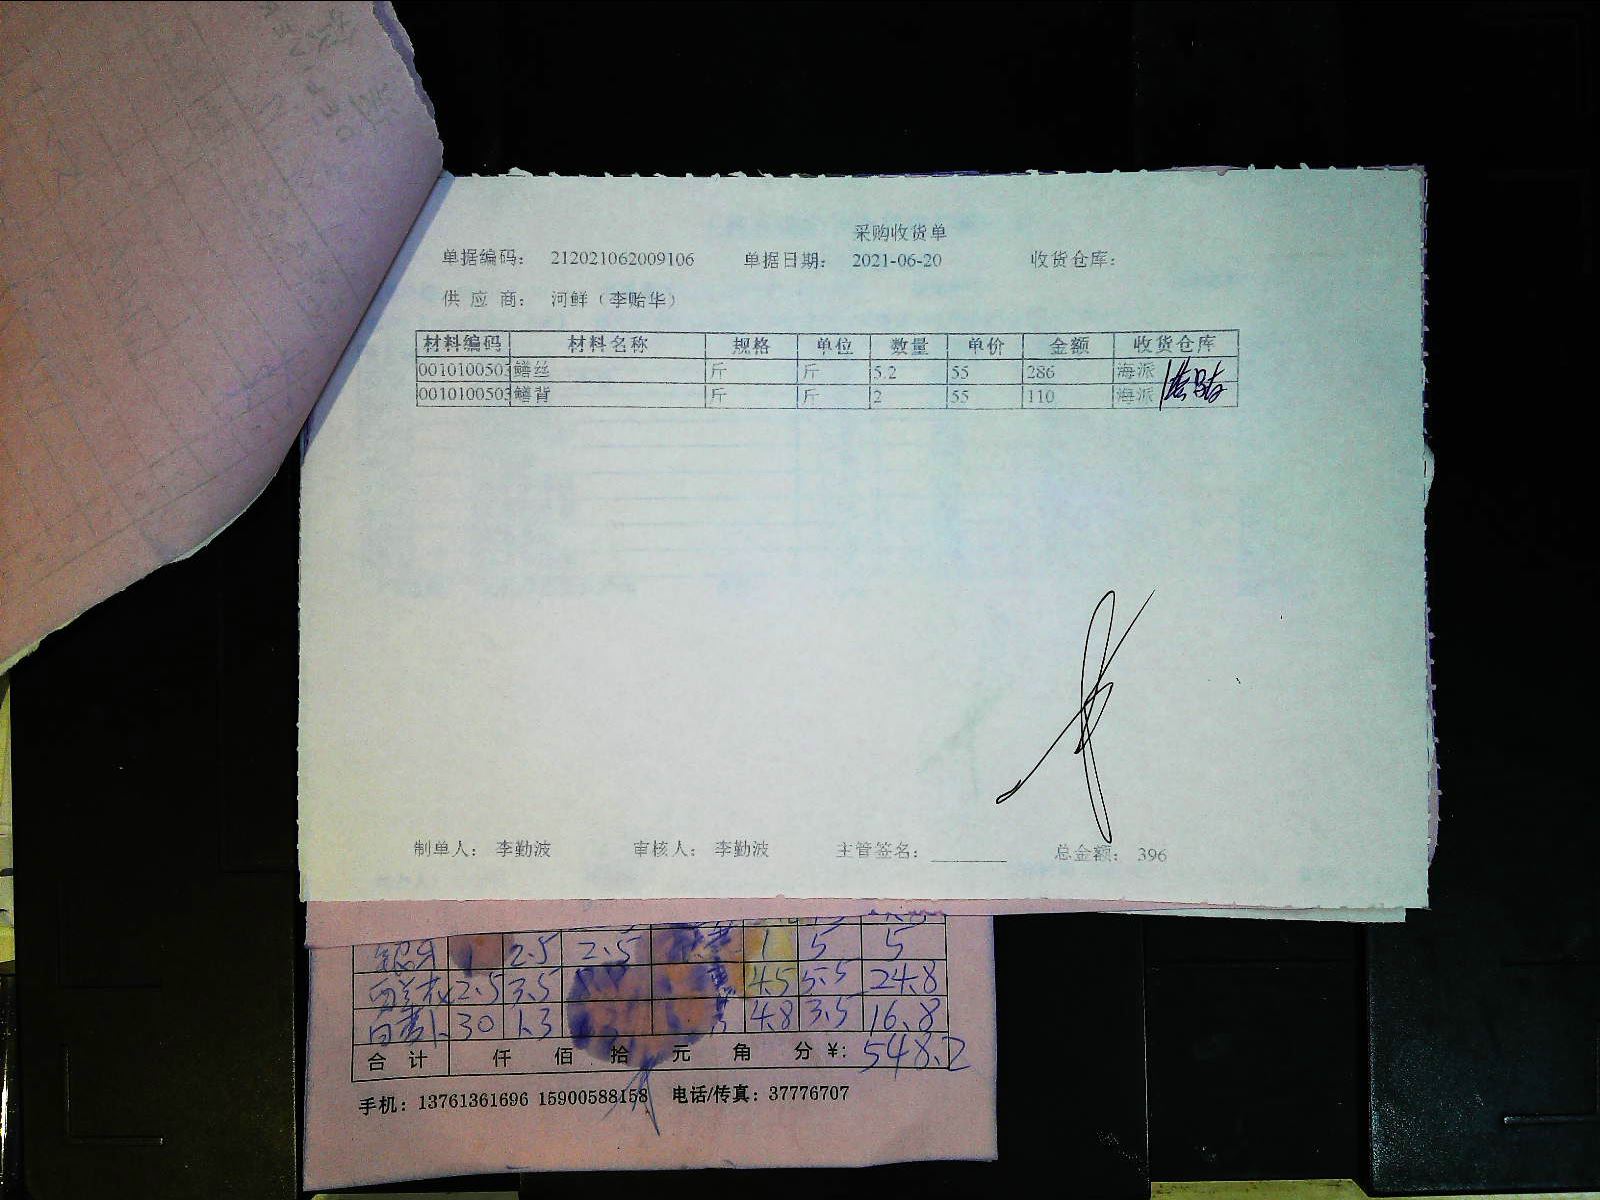 采购收货单
单据编码： 212021062009106 单据日期： 2021-06-20 收货仓库：
供 应 商： 河鲜（李贻华）
材料编码 材料名称 规格 单位 数量 单价 金额 收货仓库
0010100503 鳝丝 斤 斤 5.2 55 286 海派
0010100503 鳝背 斤 斤 2 55 110 海派
制单人： 李勤波 审核人： 李勤波 主管签名： 总金额： 396
1 2.5 2.5 1 5 5
2.5 3.5 4.5 5.5 24.8
30 1.3 4.8 3.5 16.8
合 计 仟 佰 拾 元 角 分 ¥: 548.2
手机：13761361696 15900588158 电话/传真：37776707